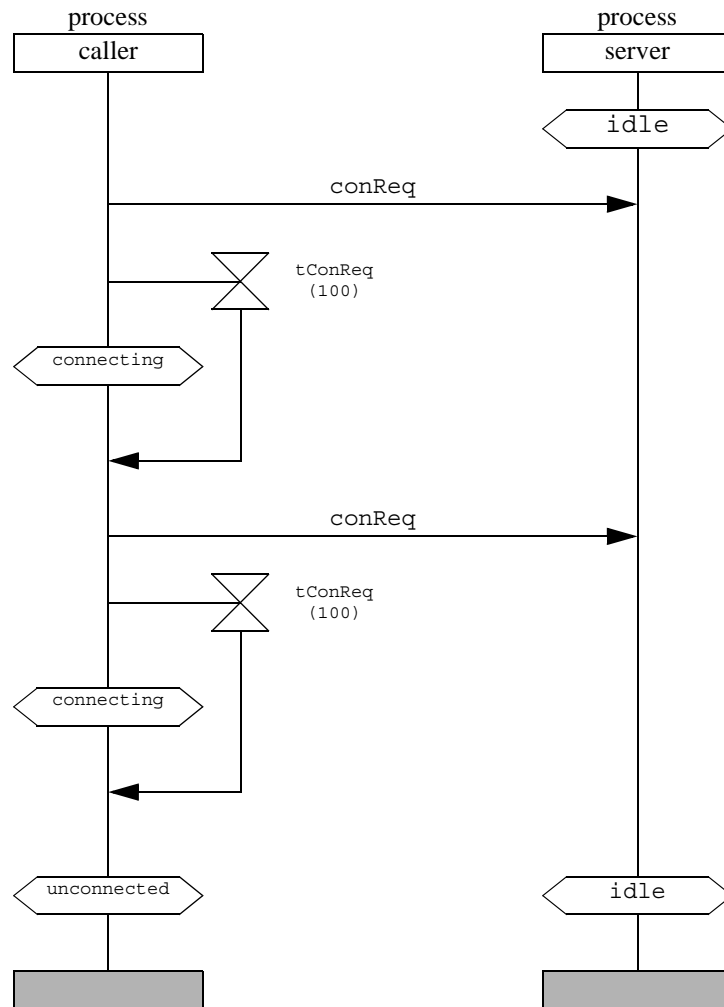 process
process
caller
server
idle
conReq
tConReq
(100)
connecting
conReq
tConReq
(100)
connecting
unconnected
idle